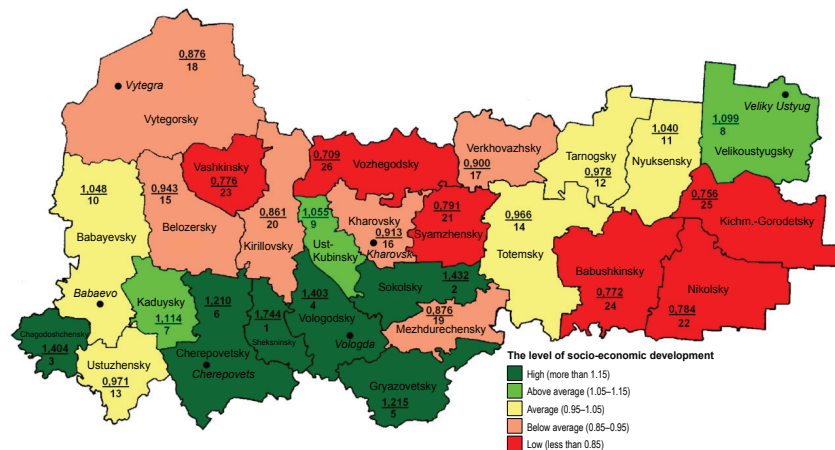 0,876
18
Vytegra
Vytegorsky
Veliky Ustyug
1,099
8
Velikoustyugsky
Verkhovazhsky
0,900
17
Tarnogsky
0,978
12
1,040
11
Nyuksensky
0,709
26
Vozhegodsky
Vashkinsky
0,776
23
1,048
10
Babayevsky
Babaevo
0,943
15
Belozersky
0,861
20
Kirillovsky
1,055
9
Ust-
Kubinsky
Kharovsky
0,913
16
Kharovsk
0,791
21
Syamzhensky
0,966
14
Totemsky
0,756
25
Kichm.-Gorodetsky
Babushkinsky
0,772
24
Nikolsky
0,784
22
Kaduysky
1,114
7
1,210
6
Cherepovetsky
Cherepovets
1,744
1
Sheksninsky
1,403
4
Vologodsky
Vologda
Sokolsky
1,432
2
0,876
19
Mezhdurechensky
Chagodoshchensky
1,404
3
Ustuzhensky
0,971
13
Gryazovetsky
1,215
5
The level of socio-economic development
High (more than 1.15)
Above average (1.05–1.15)
Average (0.95–1.05)
Below average (0.85–0.95)
Low (less than 0.85)